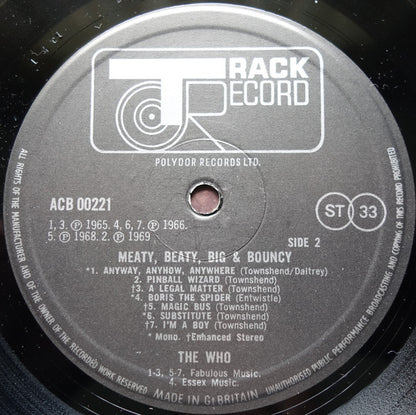 TRACK
RECORD
POLYDOR RECORDS LTD.
ACB 00221
1, 3. Ⓟ 1965. 4, 6, 7. Ⓟ 1966.
5. Ⓟ 1968. 2. Ⓟ 1969
ST 33
SIDE 2
MEATY, BEATY, BIG & BOUNCY
*1. ANYWAY, ANYHOW, ANYWHERE (Townshend/Daltrey)
2. PINBALL WIZARD (Townshend)
3. A LEGAL MATTER (Townshend)
*4. BORIS THE SPIDER (Entwistle)
†5. MAGIC BUS (Townshend)
*6. SUBSTITUTE (Townshend)
†7. I'M A BOY (Townshend)
* Mono. †Enhanced Stereo
THE WHO
1-3, 5-7. Fabulous Music.
4. Essex Music.
ALL RIGHTS OF THE MANUFACTURER AND OF THE OWNER OF THE RECORDED WORK RESERVED
UNAUTHORISED PUBLIC PERFORMANCE BROADCASTING AND COPYING OF THIS RECORD PROHIBITED
MADE IN Gt BRITAIN